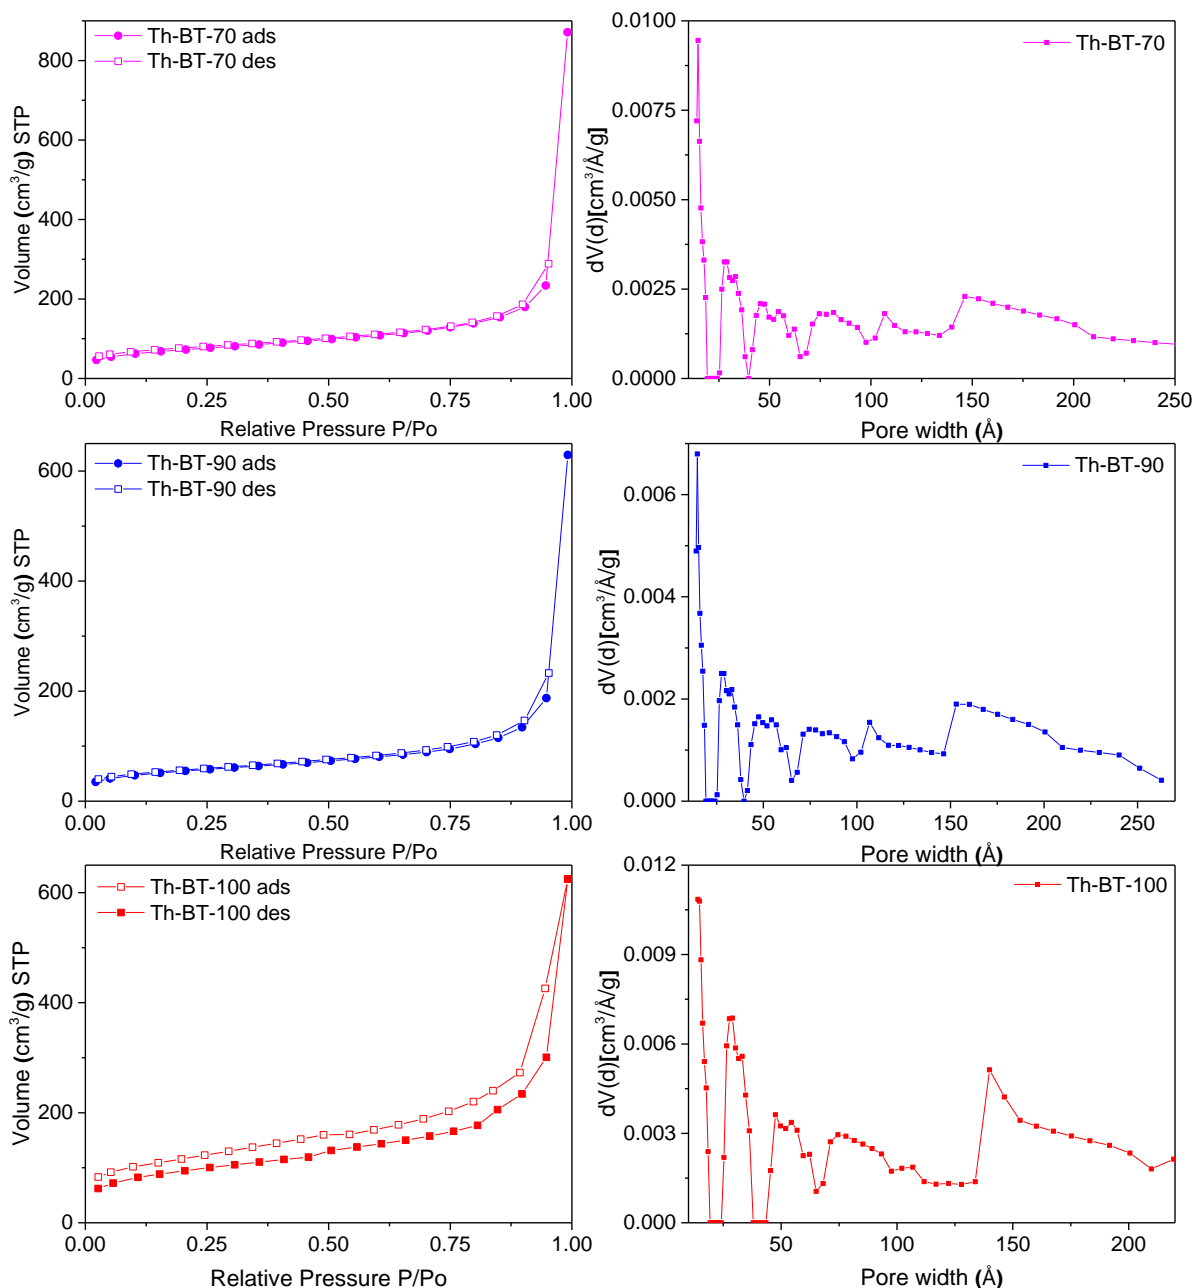 Th-BT-70 ads
Th-BT-70 des
800
600
400
200
0
0.00 0.25 0.50 0.75 1.00
Volume (cm³/g) STP
Relative Pressure P/Po
Th-BT-70
0.0100
0.0075
0.0050
0.0025
0.0000
50 100 150 200 250
dV(d)[cm³/Å/g]
Pore width (Å)
Th-BT-90 ads
Th-BT-90 des
600
400
200
0
0.00 0.25 0.50 0.75 1.00
Volume (cm³/g) STP
Relative Pressure P/Po
Th-BT-90
0.006
0.004
0.002
0.000
50 100 150 200 250
dV(d)[cm³/Å/g]
Pore width (Å)
Th-BT-100 ads
Th-BT-100 des
600
400
200
0
0.00 0.25 0.50 0.75 1.00
Volume (cm³/g) STP
Relative Pressure P/Po
Th-BT-100
0.012
0.009
0.006
0.003
0.000
50 100 150 200
dV(d)[cm³/Å/g]
Pore width (Å)